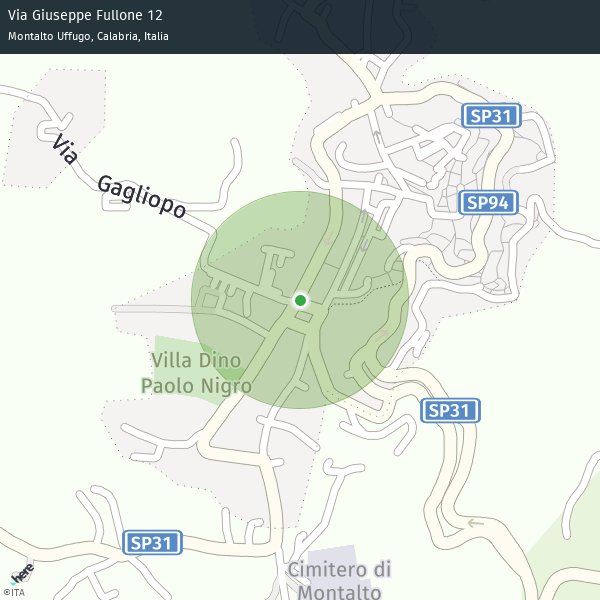 Via Giuseppe Fullone 12
Montalto Uffugo, Calabria, Italia
SP31
Via Gagliopo
SP94
Villa Dino
Paolo Nigro
SP31
SP31
Cimitero di
Montalto
here
©ITA